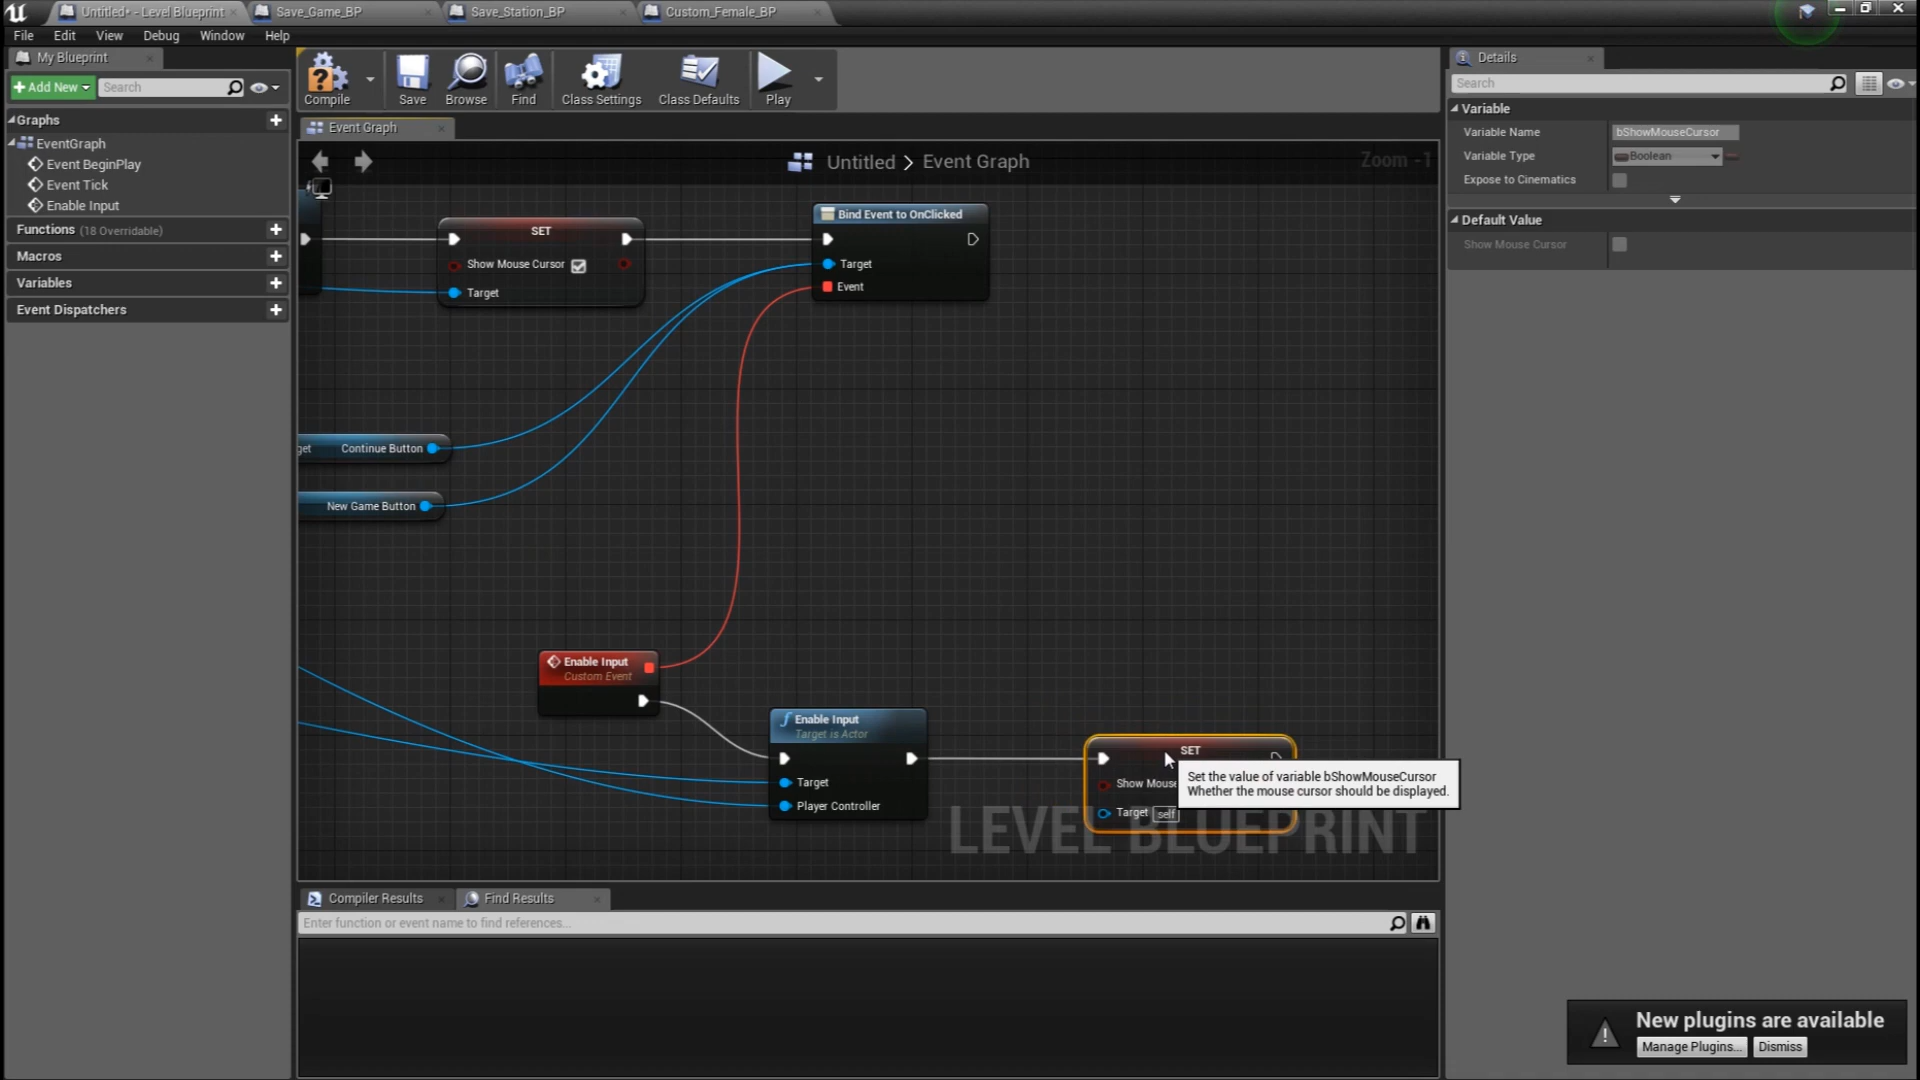 Untitled* - Level Blueprint
Save_Game_BP
Save_Station_BP
Custom_Female_BP
File
Edit
View
Debug
Window
Help
My Blueprint
Add New
Search
Graphs
EventGraph
Event BeginPlay
Event Tick
Enable Input
Functions (18 Overridable)
Macros
Variables
Event Dispatchers
Compile
Save
Browse
Find
Class Settings
Class Defaults
Play
Event Graph
Untitled > Event Graph
Zoom -1
SET
Show Mouse Cursor
Target
Bind Event to OnClicked
Target
Event
get
Continue Button
New Game Button
Enable Input
Custom Event
Enable Input
Target is Actor
Target
Player Controller
SET
Show Mouse
Target self
Set the value of variable bShowMouseCursor
Whether the mouse cursor should be displayed.
LEVEL BLUEPRINT
Compiler Results
Find Results
Enter function or event name to find references...
Details
Search
Variable
Variable Name
bShowMouseCursor
Variable Type
Boolean
Expose to Cinematics
Default Value
Show Mouse Cursor
New plugins are available
Manage Plugins...
Dismiss